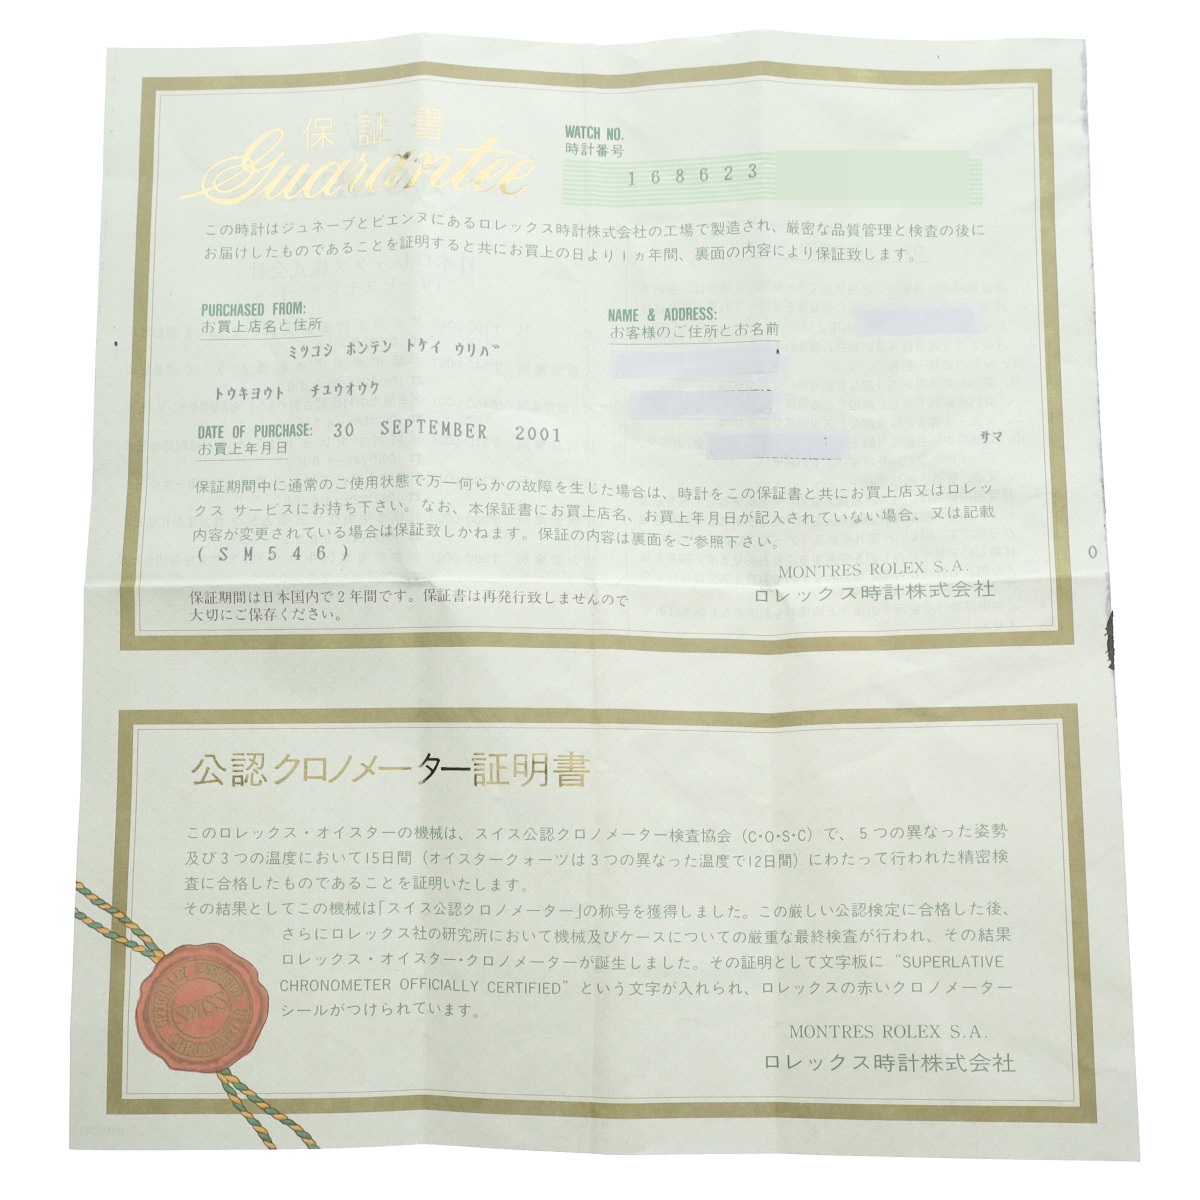 保証書
Guarantee
WATCH NO.
時計番号
168623
この時計はジュネーブとビエンヌにあるロレックス時計株式会社の工場で製造され、厳密な品質管理と検査の後に
お届けしたものであることを証明すると共にお買上の日より1ヵ年間、裏面の内容により保証致します。
PURCHASED FROM:
お買上店名と住所
ミツコシ ホンテン トケイ ウリバ
トウキヨウト チユウオウク
NAME & ADDRESS:
お客様のご住所とお名前
サマ
DATE OF PURCHASE: 30 SEPTEMBER 2001
お買上年月日
保証期間中に通常のご使用状態で万一何らかの故障を生じた場合は、時計をこの保証書と共にお買上店又はロレッ
クス サービスにお持ち下さい。なお、本保証書にお買上店名、お買上年月日が記入されていない場合、又は記載
内容が変更されている場合は保証致しかねます。保証の内容は裏面をご参照下さい。
(SM546)
0
MONTRES ROLEX S.A.
ロレックス時計株式会社
保証期間は日本国内で2年間です。保証書は再発行致しませんので
大切にご保存ください。
公認クロノメーター証明書
このロレックス・オイスターの機械は、スイス公認クロノメーター検査協会(C・O・S・C)で、5つの異なった姿勢
及び3つの温度において15日間(オイスタークォーツは3つの異なった温度で12日間)にわたって行われた精密検
査に合格したものであることを証明いたします。
その結果としてこの機械は「スイス公認クロノメーター」の称号を獲得しました。この厳しい公認検定に合格した後、
さらにロレックス社の研究所において機械及びケースについての厳重な最終検査が行われ、その結果
ロレックス・オイスター・クロノメーターが誕生しました。その証明として文字板に "SUPERLATIVE
CHRONOMETER OFFICIALLY CERTIFIED" という文字が入れられ、ロレックスの赤いクロノメーター
シールがつけられています。
MONTRES ROLEX S.A.
ロレックス時計株式会社
OFFICIALLY CERTIFIED
SWISS
CHRONOMETER